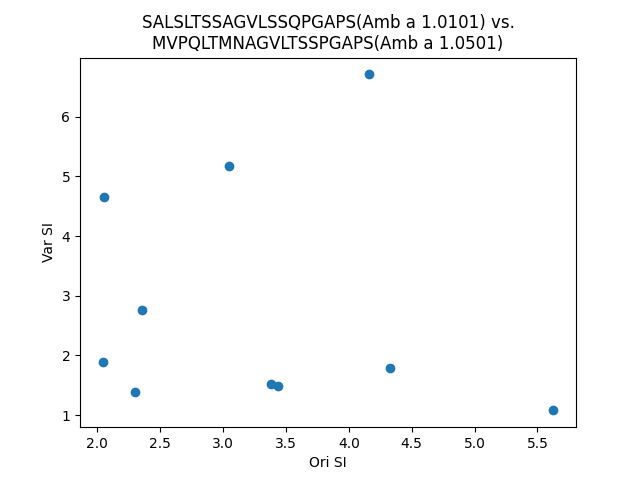 SALSLTSSAGVLSSQPGAPS(Amb a 1.0101) vs.
MVPQLTMNAGVLTSSPGAPS(Amb a 1.0501)
6
5
4
3
2
1
Var SI
2.0 2.5 3.0 3.5 4.0 4.5 5.0 5.5
Ori SI